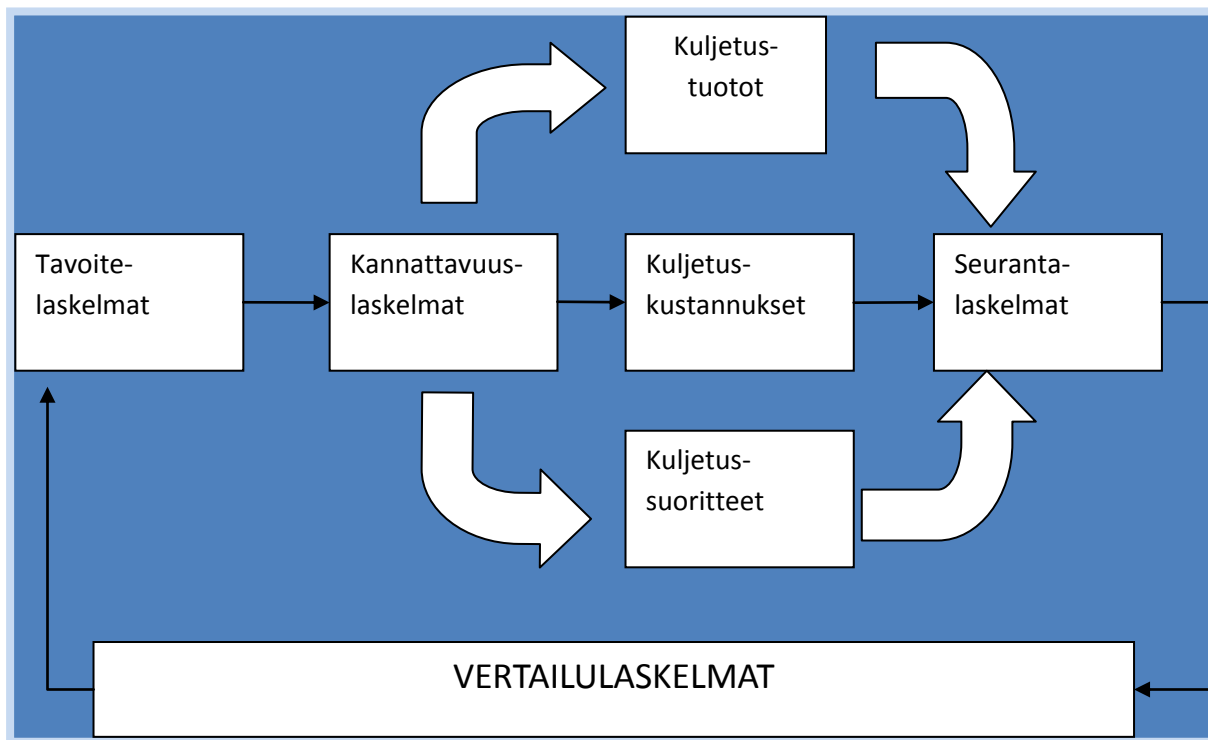 Kuljetus-
tuotot
Tavoite-
laskelmat
Kannattavuus-
laskelmat
Kuljetus-
kustannukset
Seuranta-
laskelmat
Kuljetus-
suoritteet
VERTAILULASKELMAT